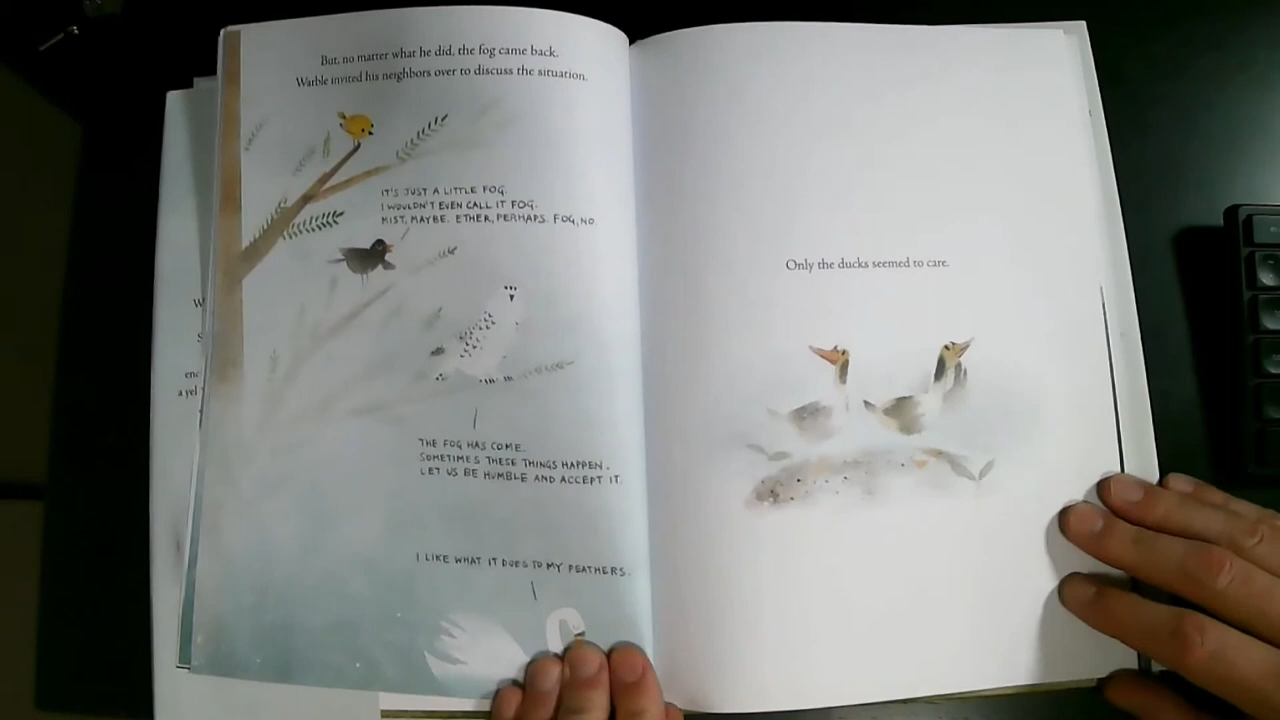 But, no matter what he did, the fog came back.
Warble invited his neighbors over to discuss the situation.
IT'S JUST A LITTLE FOG.
I WOULDN'T EVEN CALL IT FOG.
MIST, MAYBE. ETHER, PERHAPS. FOG, NO.
THE FOG HAS COME.
SOMETIMES THESE THINGS HAPPEN.
LET US BE HUMBLE AND ACCEPT IT.
I LIKE WHAT IT DOES TO MY FEATHERS.
Only the ducks seemed to care.